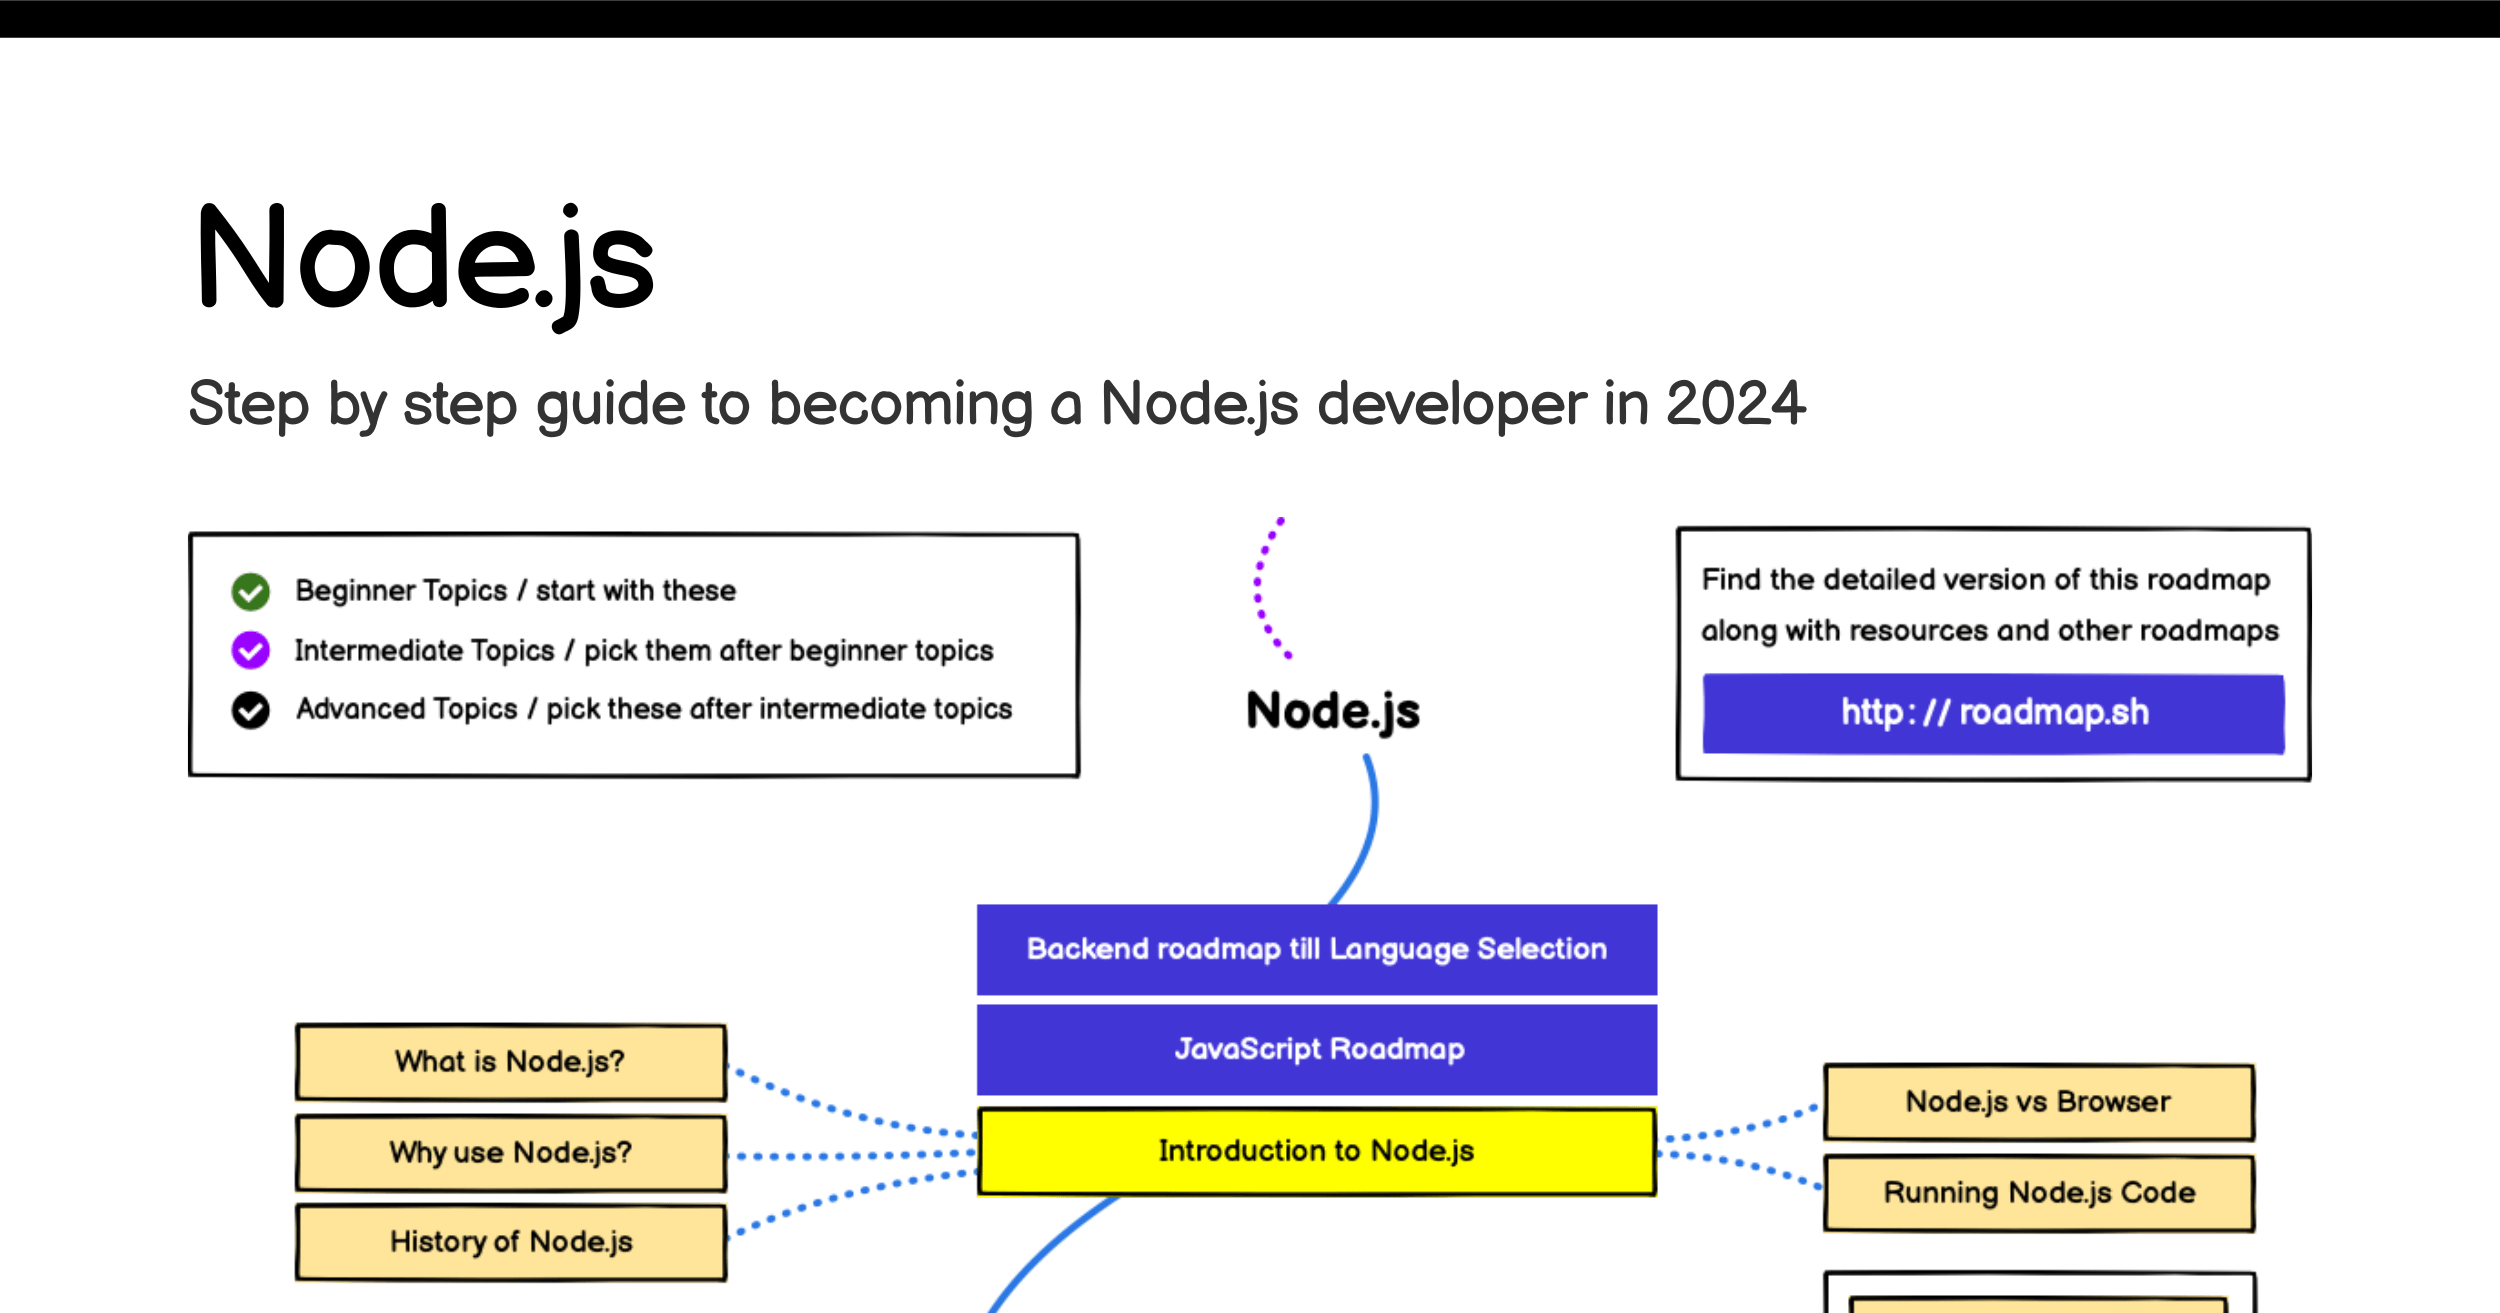 Node.js
Step by step guide to becoming a Node.js developer in 2024
Beginner Topics / start with these
Intermediate Topics / pick them after beginner topics
Advanced Topics / pick these after intermediate topics
Node.js
Find the detailed version of this roadmap
along with resources and other roadmaps
http://roadmap.sh
Backend roadmap till Language Selection
JavaScript Roadmap
Introduction to Node.js
What is Node.js?
Why use Node.js?
History of Node.js
Node.js vs Browser
Running Node.js Code